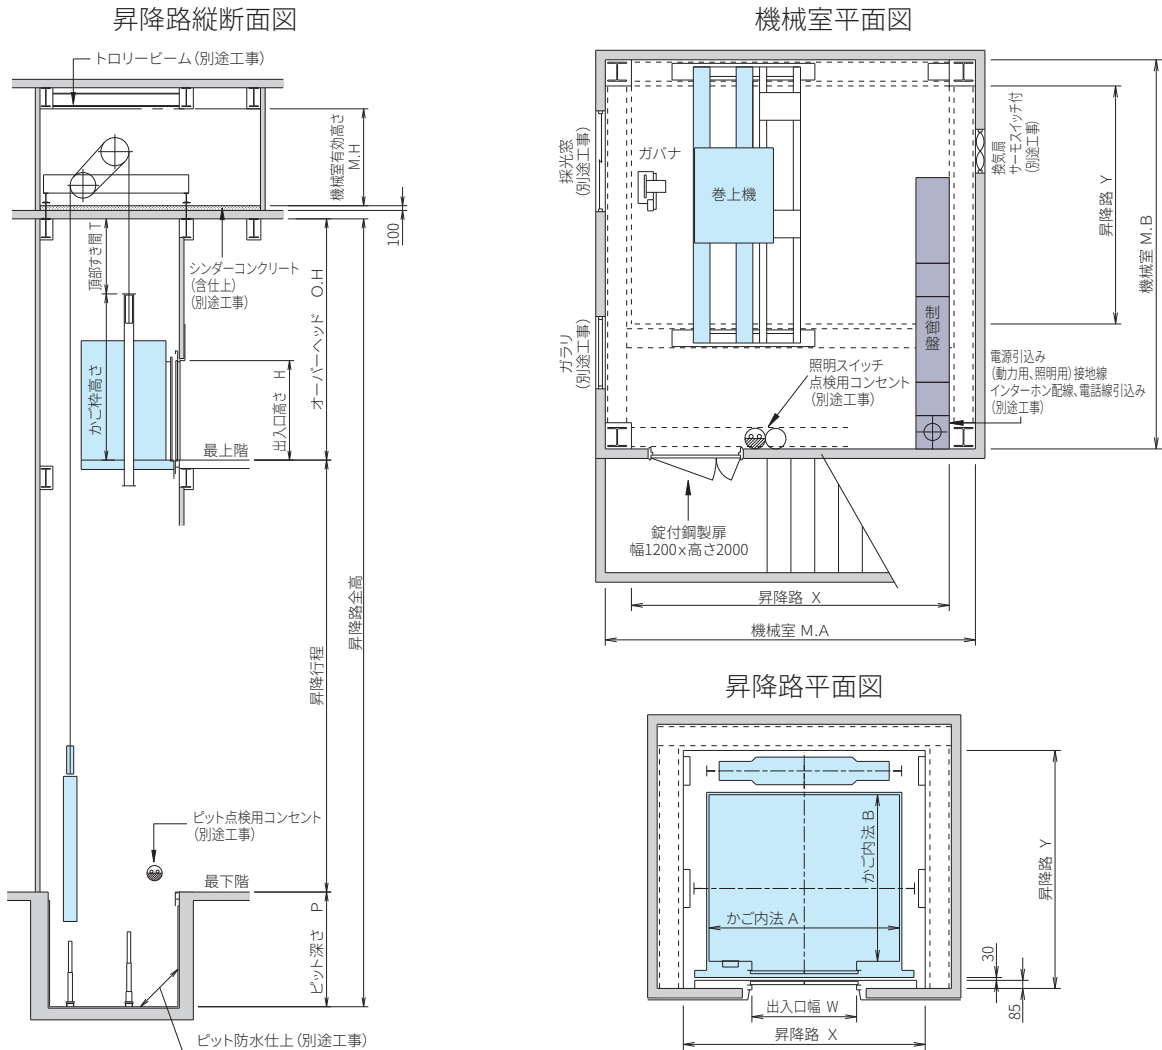 昇降路縦断面図
トロリービーム(別途工事)
機械室有効高さ
M.H
100
頂部すき間 T
シンダーコンクリート
(含仕上)
(別途工事)
オーバーヘッド O.H
かご枠高さ
出入口高さ H
最上階
昇降行程
昇降路全高
ピット点検用コンセント
(別途工事)
最下階
ピット深さ P
ピット防水仕上(別途工事)
機械室平面図
採光窓
(別途工事)
ガバナ
巻上機
換気扇
サーモスイッチ付
(別途工事)
昇降路 Y
機械室 M.B
ガラリ
(別途工事)
制御盤
照明スイッチ
点検用コンセント
(別途工事)
電源引込み
(動力用、照明用)接地線
インターホン配線、電話線引込み
(別途工事)
錠付鋼製扉
幅1200x高さ2000
昇降路 X
機械室 M.A
昇降路平面図
かご内法 B
かご内法 A
昇降路 Y
30
85
出入口幅 W
昇降路 X